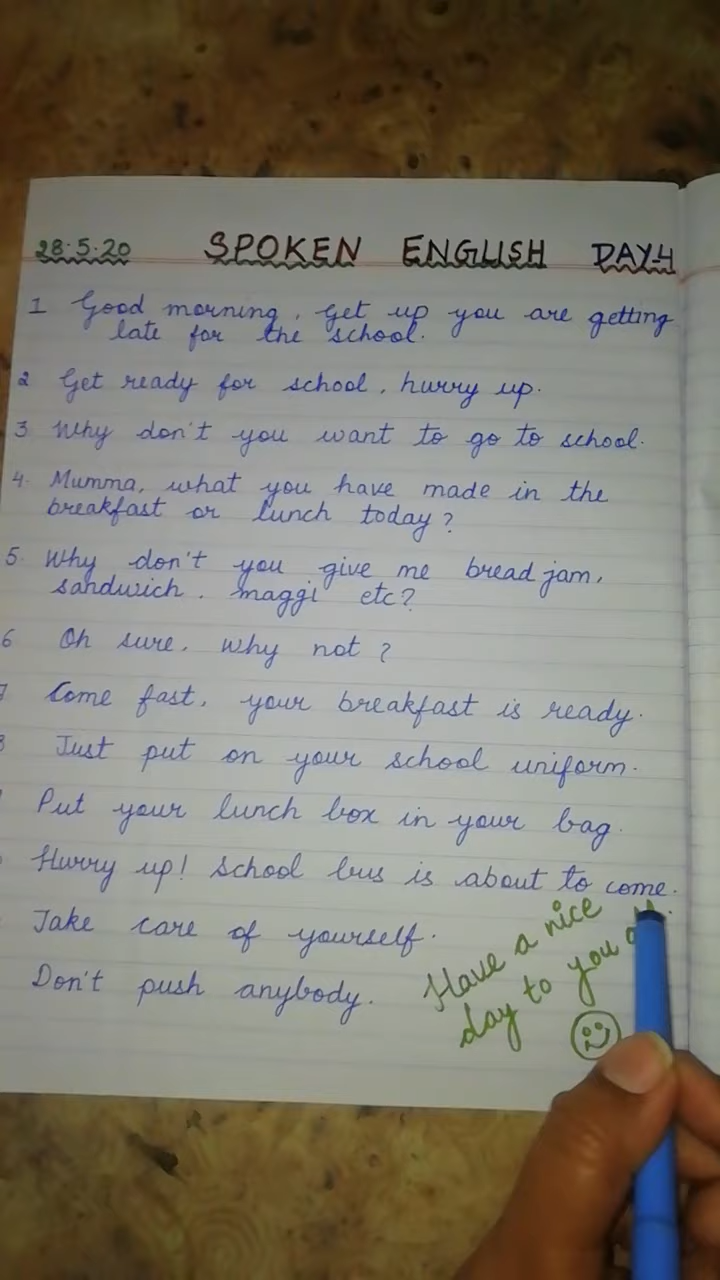 28.5.20 SPOKEN ENGLISH DAY-4
1 Good morning, get up you are getting
late for the school.
2 Get ready for school, hurry up.
3 Why don't you want to go to school.
4. Mumma, what you have made in the
breakfast or lunch today?
5. Why don't you give me bread jam,
sandwich, maggi etc?
6 Oh sure, why not?
7 Come fast, your breakfast is ready.
8 Just put on your school uniform.
Put your lunch box in your bag.
Hurry up! School bus is about to come.
Take care of yourself.
Don't push anybody.
Have a nice
day to you